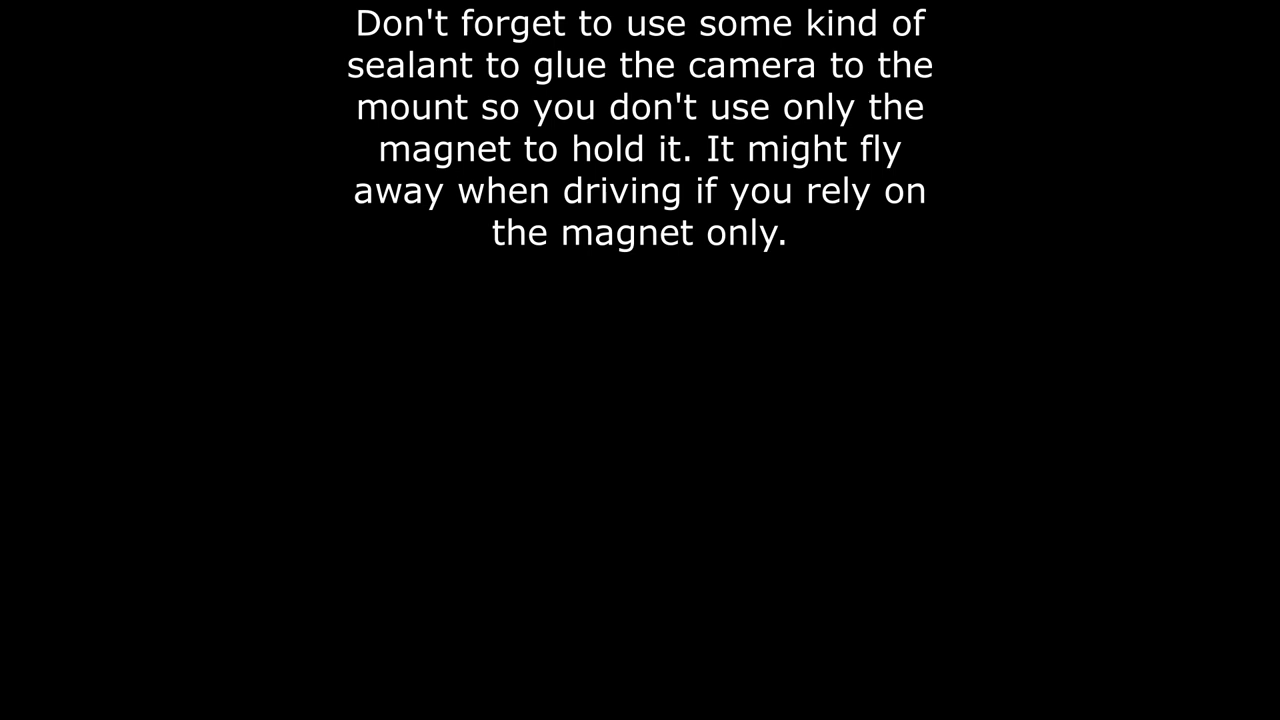 Don't forget to use some kind of
sealant to glue the camera to the
mount so you don't use only the
magnet to hold it. It might fly
away when driving if you rely on
the magnet only.